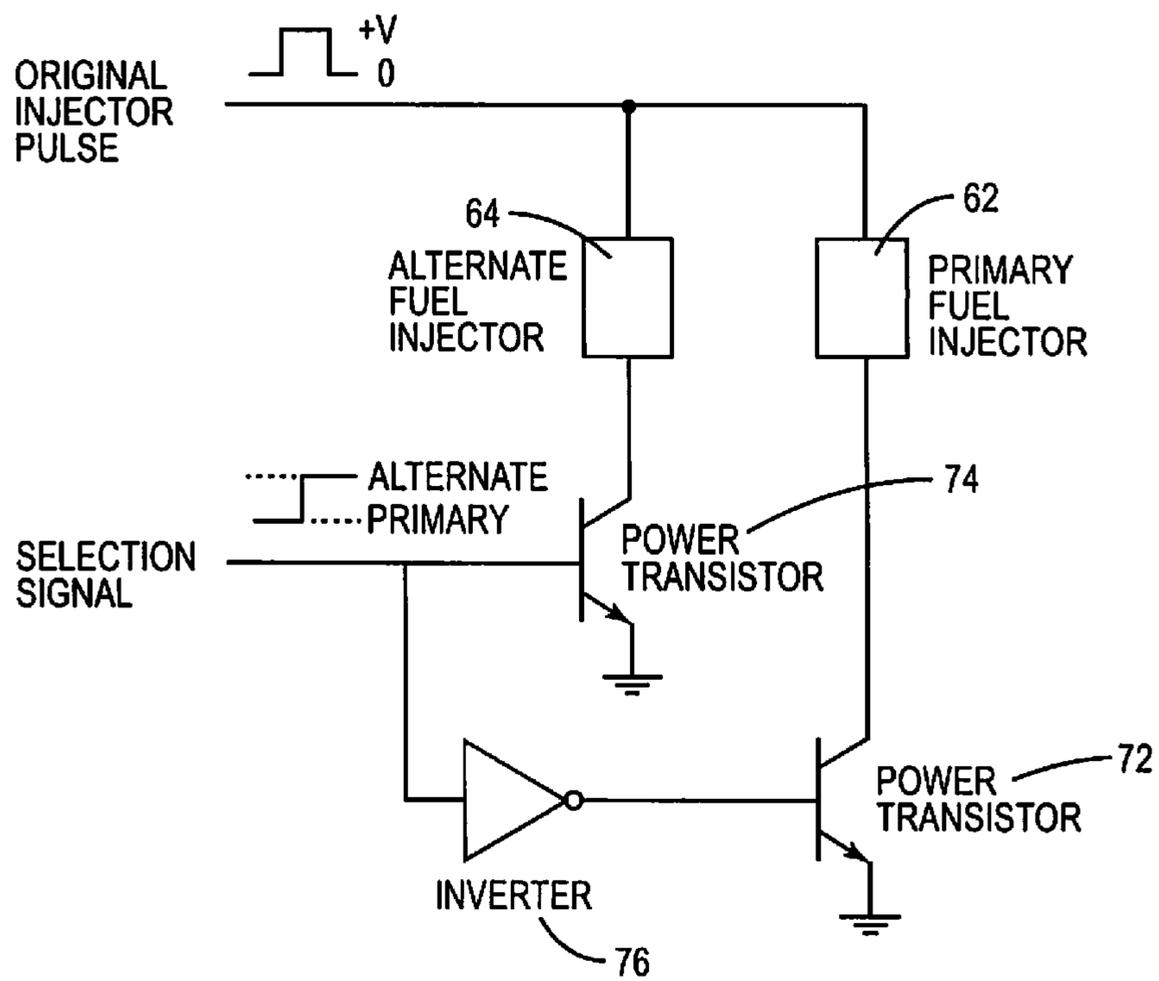 +V
0
ORIGINAL
INJECTOR
PULSE
64
62
ALTERNATE
FUEL
INJECTOR
PRIMARY
FUEL
INJECTOR
ALTERNATE
PRIMARY
74
SELECTION
SIGNAL
POWER
TRANSISTOR
72
POWER
TRANSISTOR
INVERTER
76